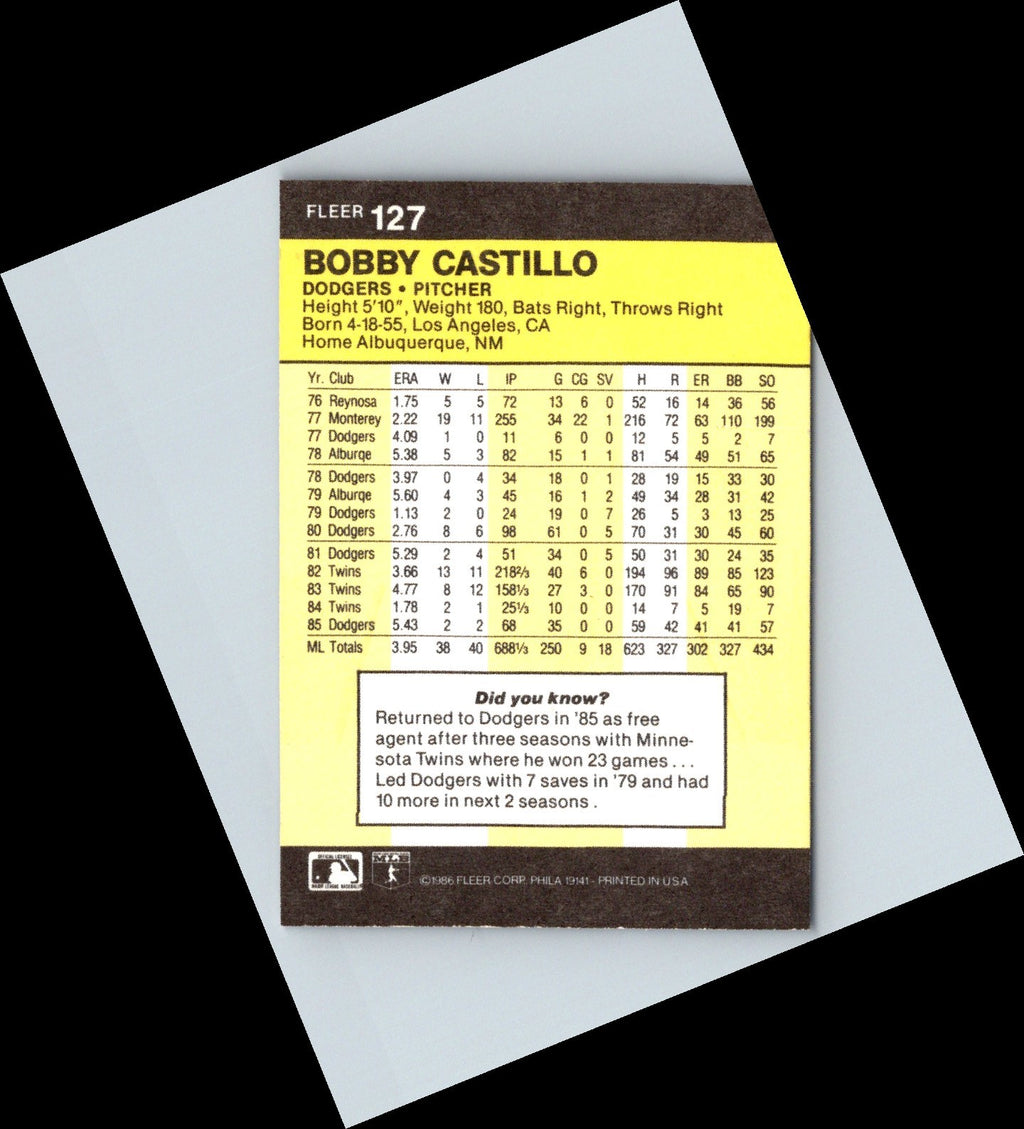 FLEER 127
BOBBY CASTILLO
DODGERS • PITCHER
Height 5'10", Weight 180, Bats Right, Throws Right
Born 4-18-55, Los Angeles, CA
Home Albuquerque, NM
Yr. Club ERA W L IP G CG SV H R ER BB SO
76 Reynosa 1.75 5 5 72 13 6 0 52 16 14 36 56
77 Monterey 2.22 19 11 255 34 22 1 216 72 63 110 199
77 Dodgers 4.09 1 0 11 6 0 0 12 5 5 2 7
78 Alburqe 5.38 5 3 82 15 1 1 81 54 49 51 65
78 Dodgers 3.97 0 4 34 18 0 1 28 19 15 33 30
79 Alburqe 5.60 4 3 45 16 1 2 49 34 28 31 42
79 Dodgers 1.13 2 0 24 19 0 7 26 5 3 13 25
80 Dodgers 2.76 8 6 98 61 0 5 70 31 30 45 60
81 Dodgers 5.29 2 4 51 34 0 5 50 31 30 24 35
82 Twins 3.66 13 11 218⅔ 40 6 0 194 96 89 85 123
83 Twins 4.77 8 12 158⅓ 27 3 0 170 91 84 65 90
84 Twins 1.78 2 1 25⅓ 10 0 0 14 7 5 19 7
85 Dodgers 5.43 2 2 68 35 0 0 59 42 41 41 57
ML Totals 3.95 38 40 688⅓ 250 9 18 623 327 302 327 434
Did you know?
Returned to Dodgers in '85 as free
agent after three seasons with Minne-
sota Twins where he won 23 games . . .
Led Dodgers with 7 saves in '79 and had
10 more in next 2 seasons .
OFFICIAL LICENSEE
MAJOR LEAGUE BASEBALL
©1986 FLEER CORP. PHILA 19141 - PRINTED IN U S A